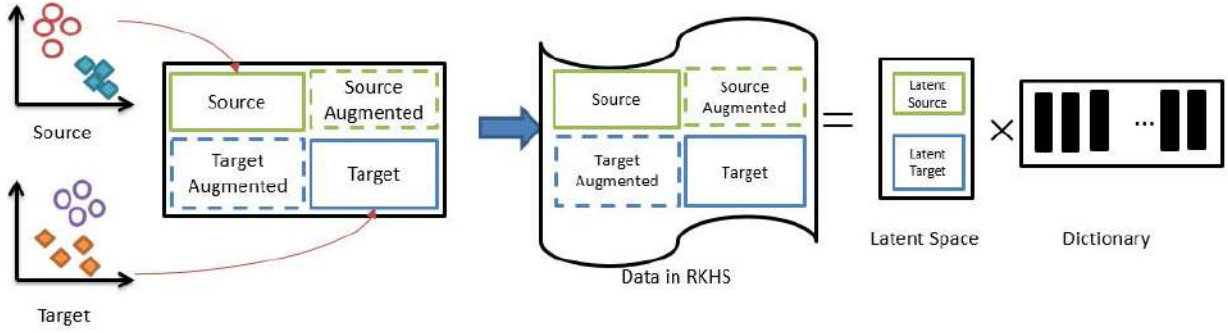 Source
Target
Source
Source
Augmented
Target
Augmented
Target
Source
Source
Augmented
Target
Augmented
Target
Data in RKHS
=
Latent
Source
Latent
Target
Latent Space
×
...
Dictionary